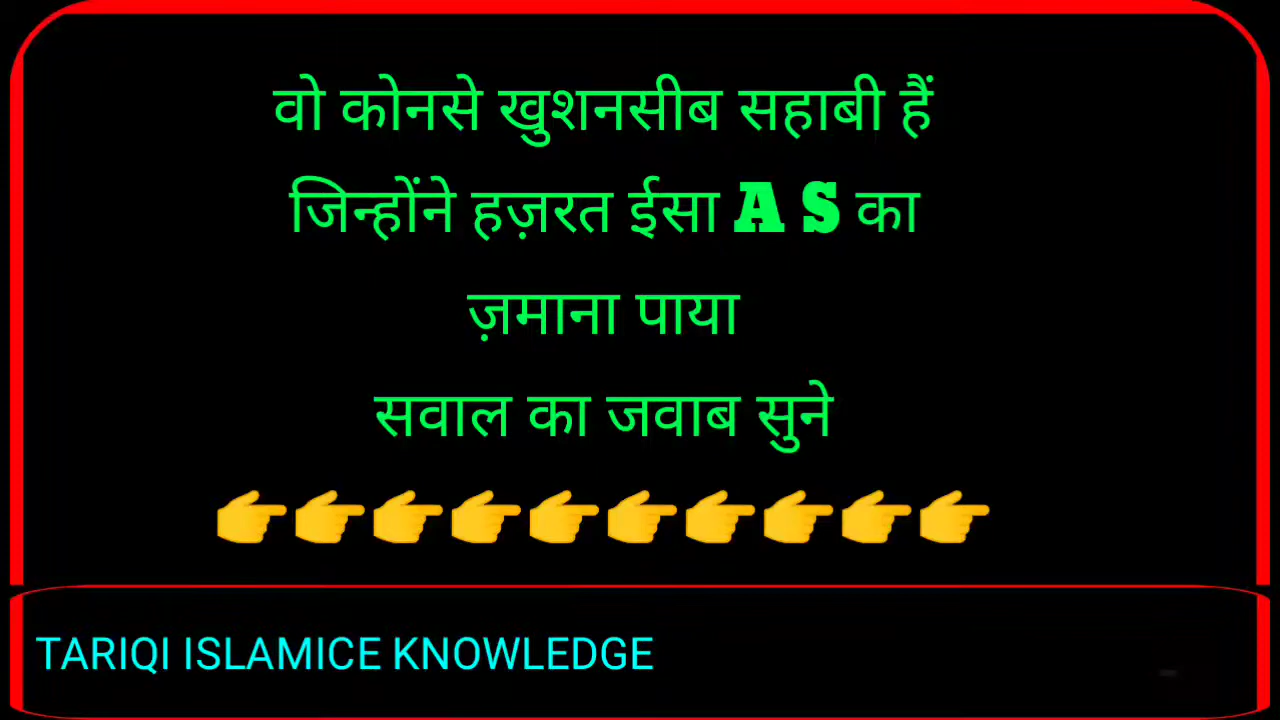 वो कोनसे खुशनसीब सहाबी हैं
जिन्होंने हज़रत ईसा A S का
ज़माना पाया
सवाल का जवाब सुने
👉👉👉👉👉👉👉👉👉👉
TARIQI ISLAMICE KNOWLEDGE